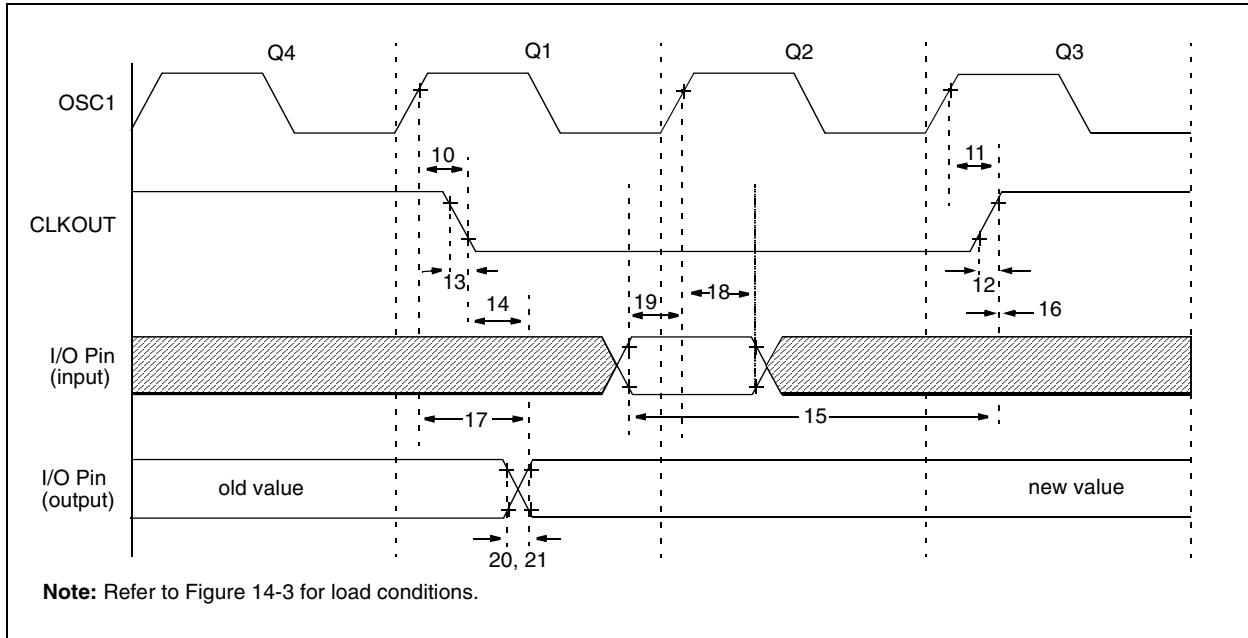 Q4 Q1 Q2 Q3
OSC1
10 11
CLKOUT
13 12
19 18
14 16
I/O Pin
(input)
17 15
I/O Pin
(output)
old value new value
20, 21
Note: Refer to Figure 14-3 for load conditions.